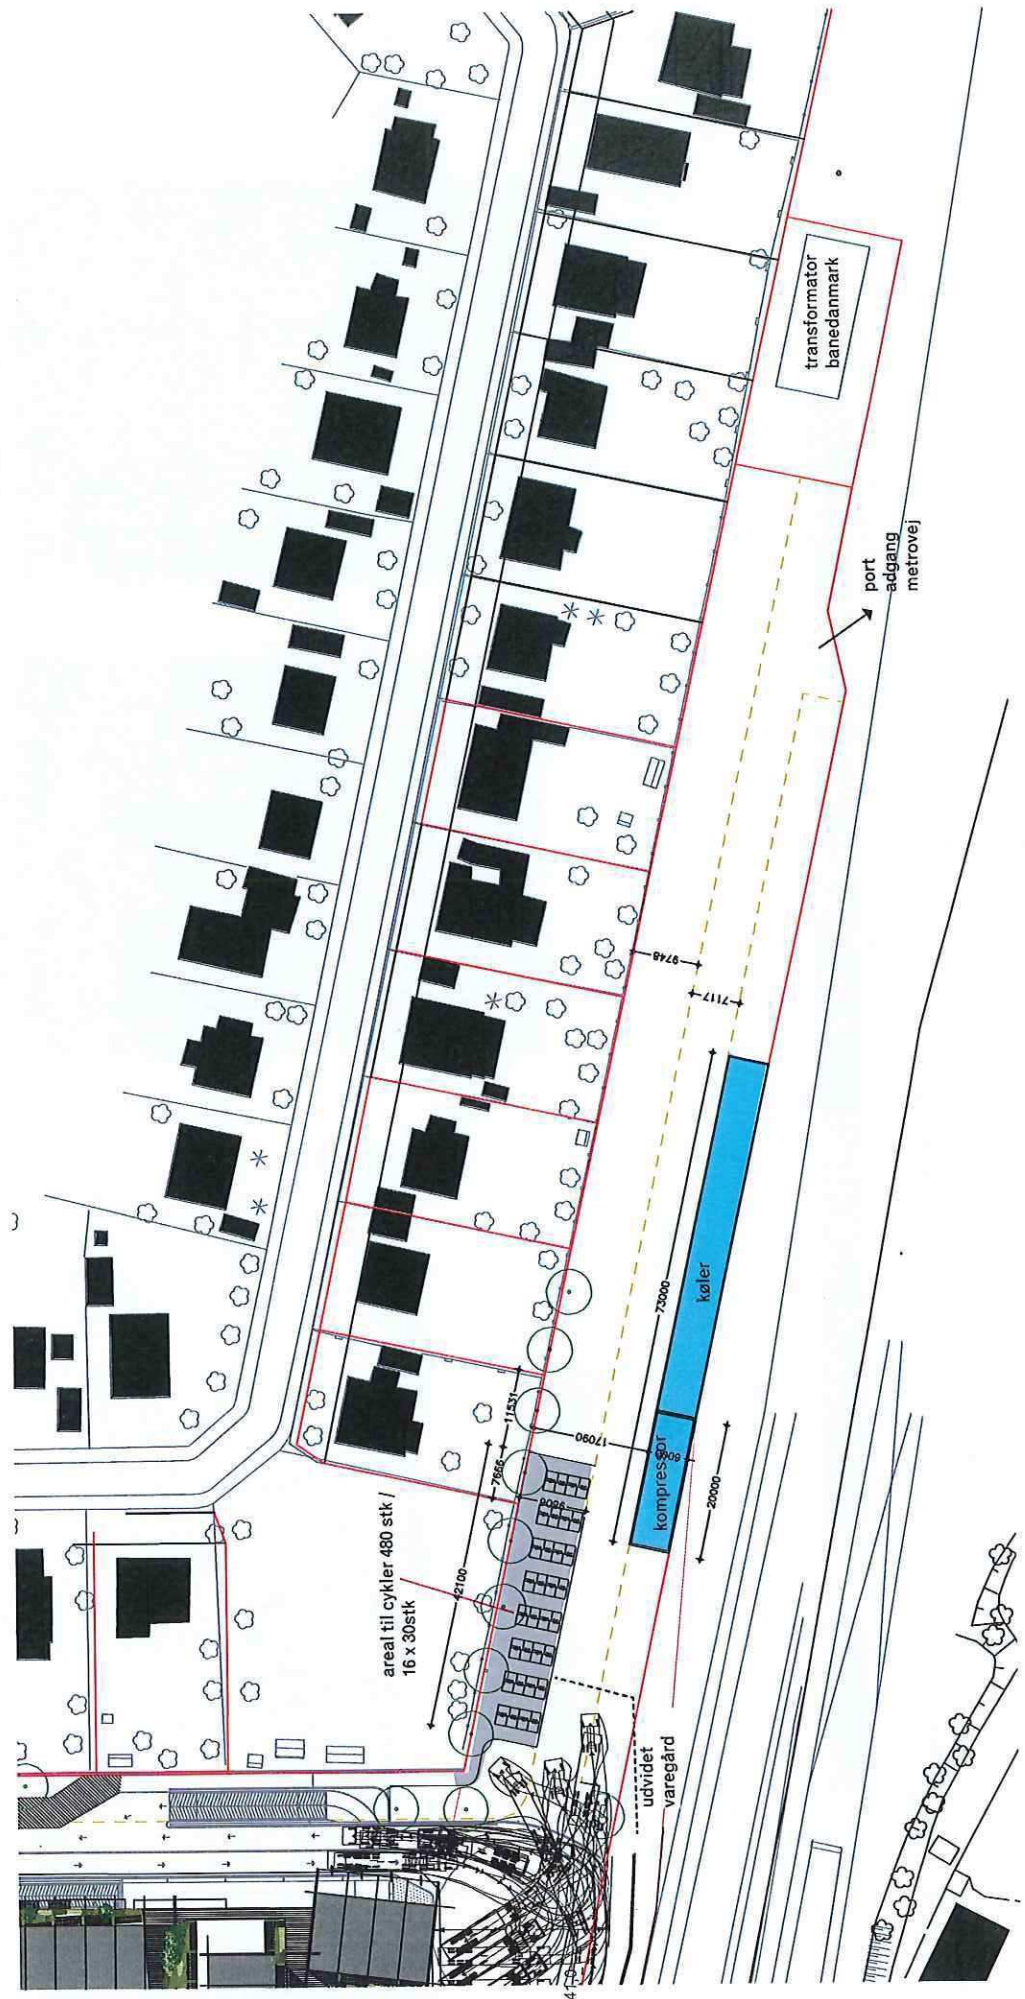 transformator
banedanmark
port
adgang
metrovej
9748
7117
73000
køler
11531
17090
kompressor
20000
7666
9606
42100
areal til cykler 480 stk /
16 x 30stk
udvidet
varegård